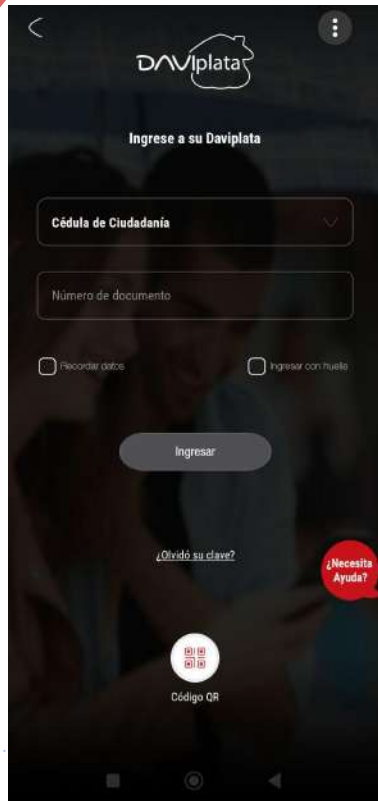 DAVIplata
Ingrese a su Daviplata
Cédula de Ciudadanía
Número de documento
Recordar datos
Ingresar con huella
Ingresar
¿Olvidó su clave?
¿Necesita
Ayuda?
Código QR